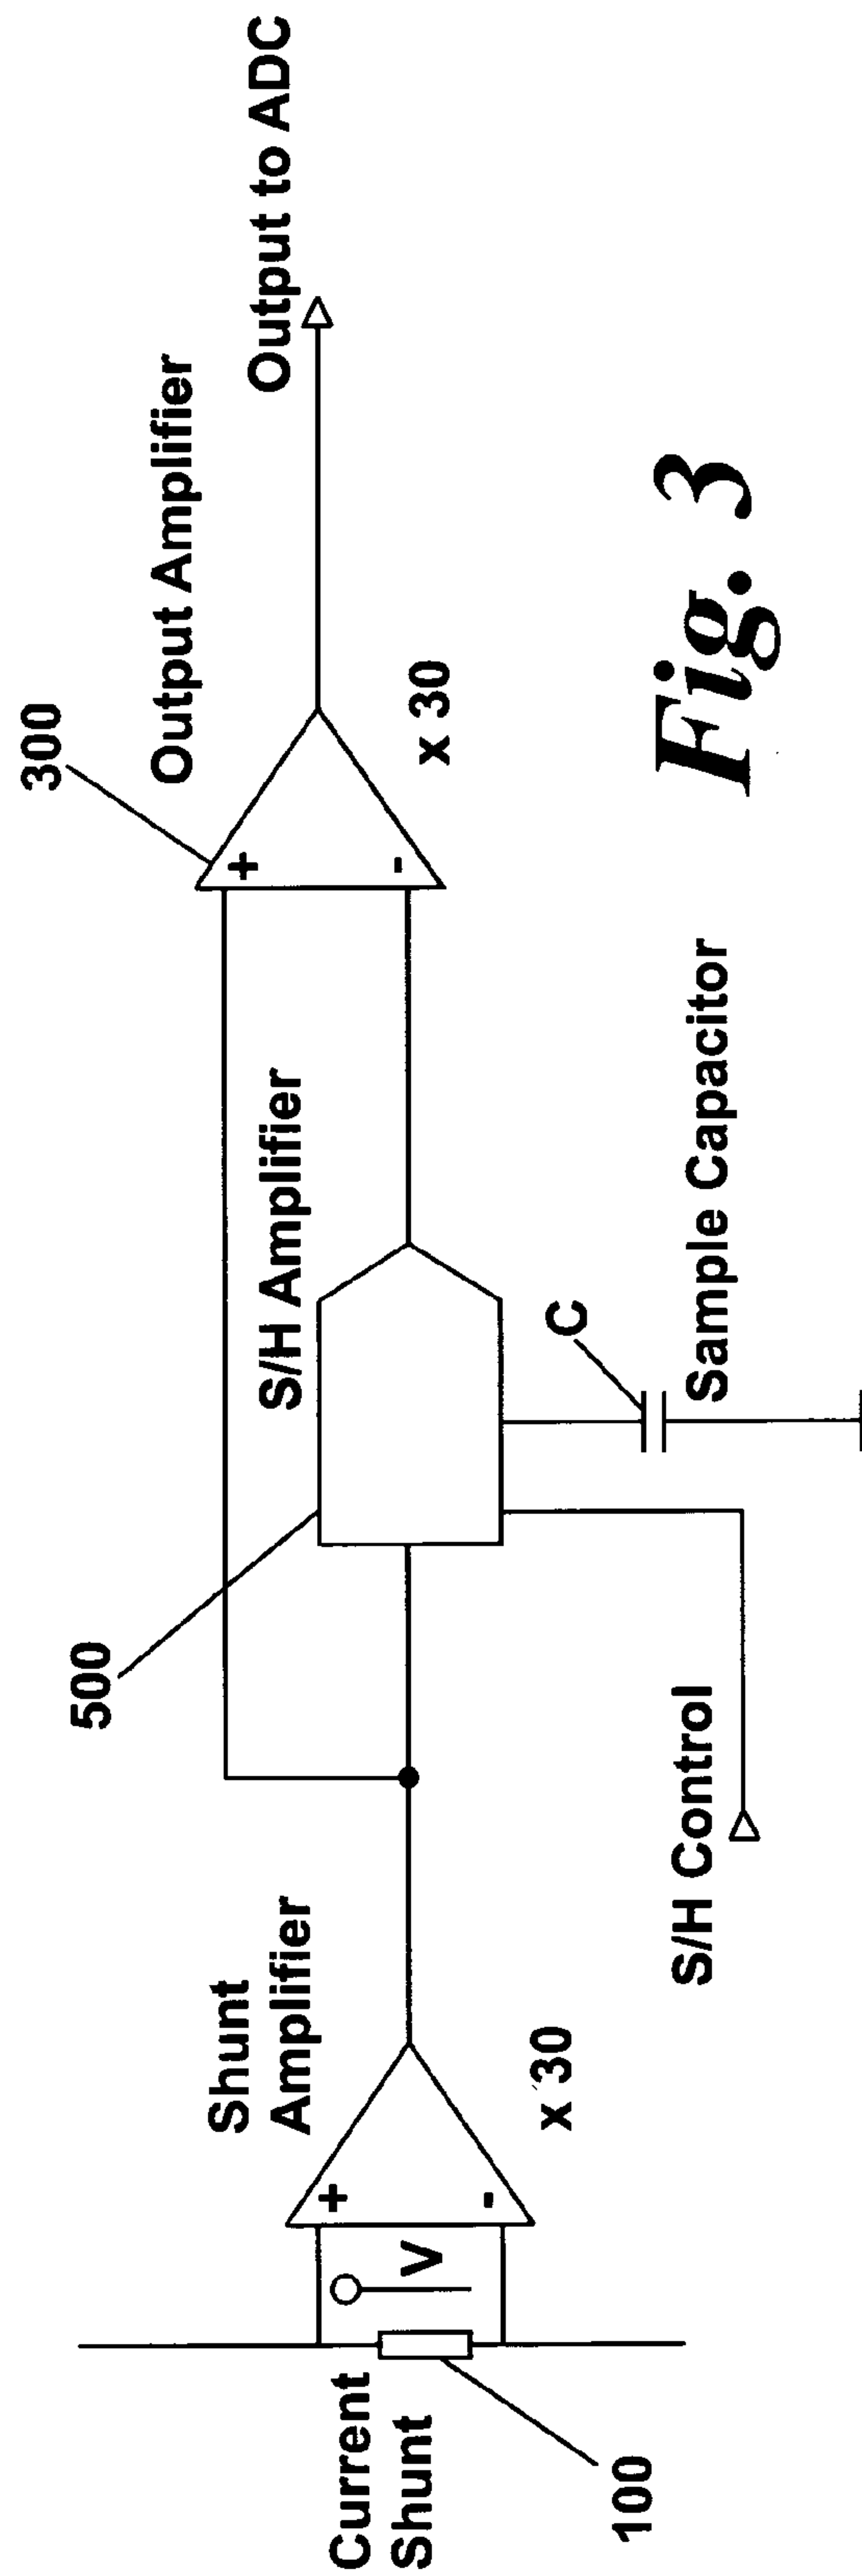 300
Output Amplifier
Output to ADC
+
-
x 30
500
S/H Amplifier
C
Sample Capacitor
S/H Control
Shunt
Amplifier
+
-
x 30
V
Current
Shunt
100
Fig. 3